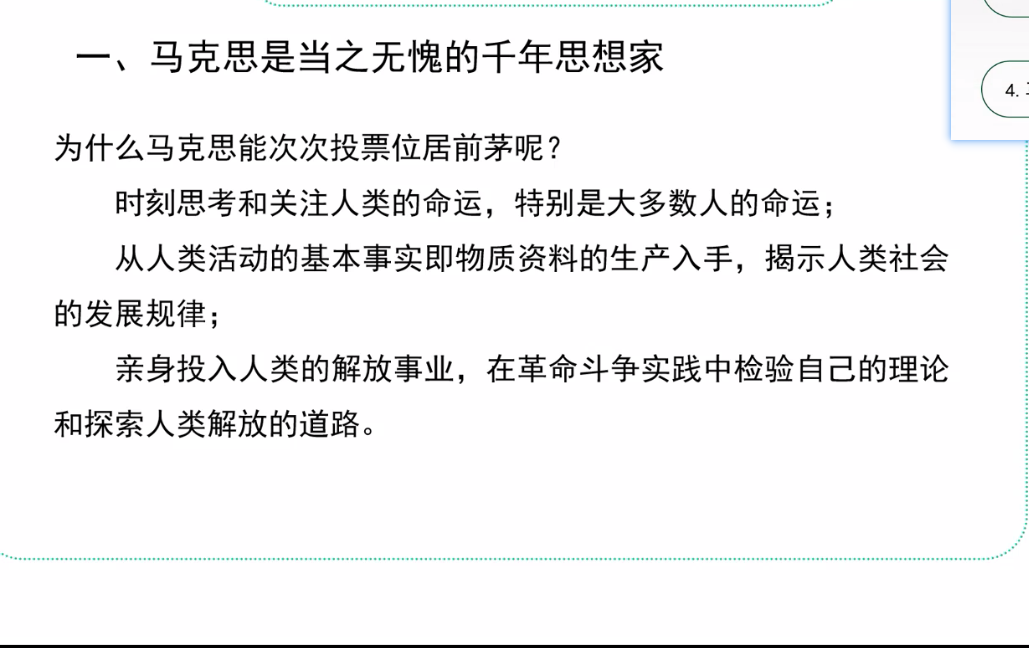 一、马克思是当之无愧的千年思想家
4.
为什么马克思能次次投票位居前茅呢？
时刻思考和关注人类的命运，特别是大多数人的命运；
从人类活动的基本事实即物质资料的生产入手，揭示人类社会
的发展规律；
亲身投入人类的解放事业，在革命斗争实践中检验自己的理论
和探索人类解放的道路。